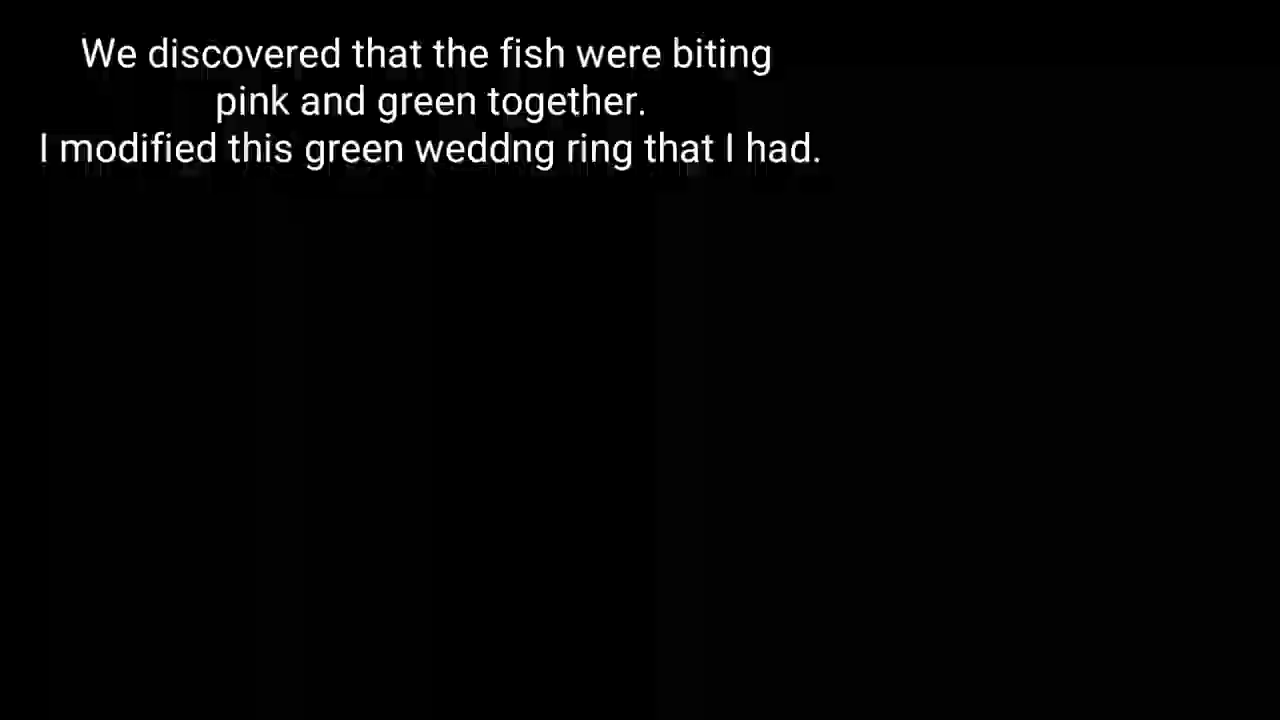 We discovered that the fish were biting
pink and green together.
I modified this green weddng ring that I had.